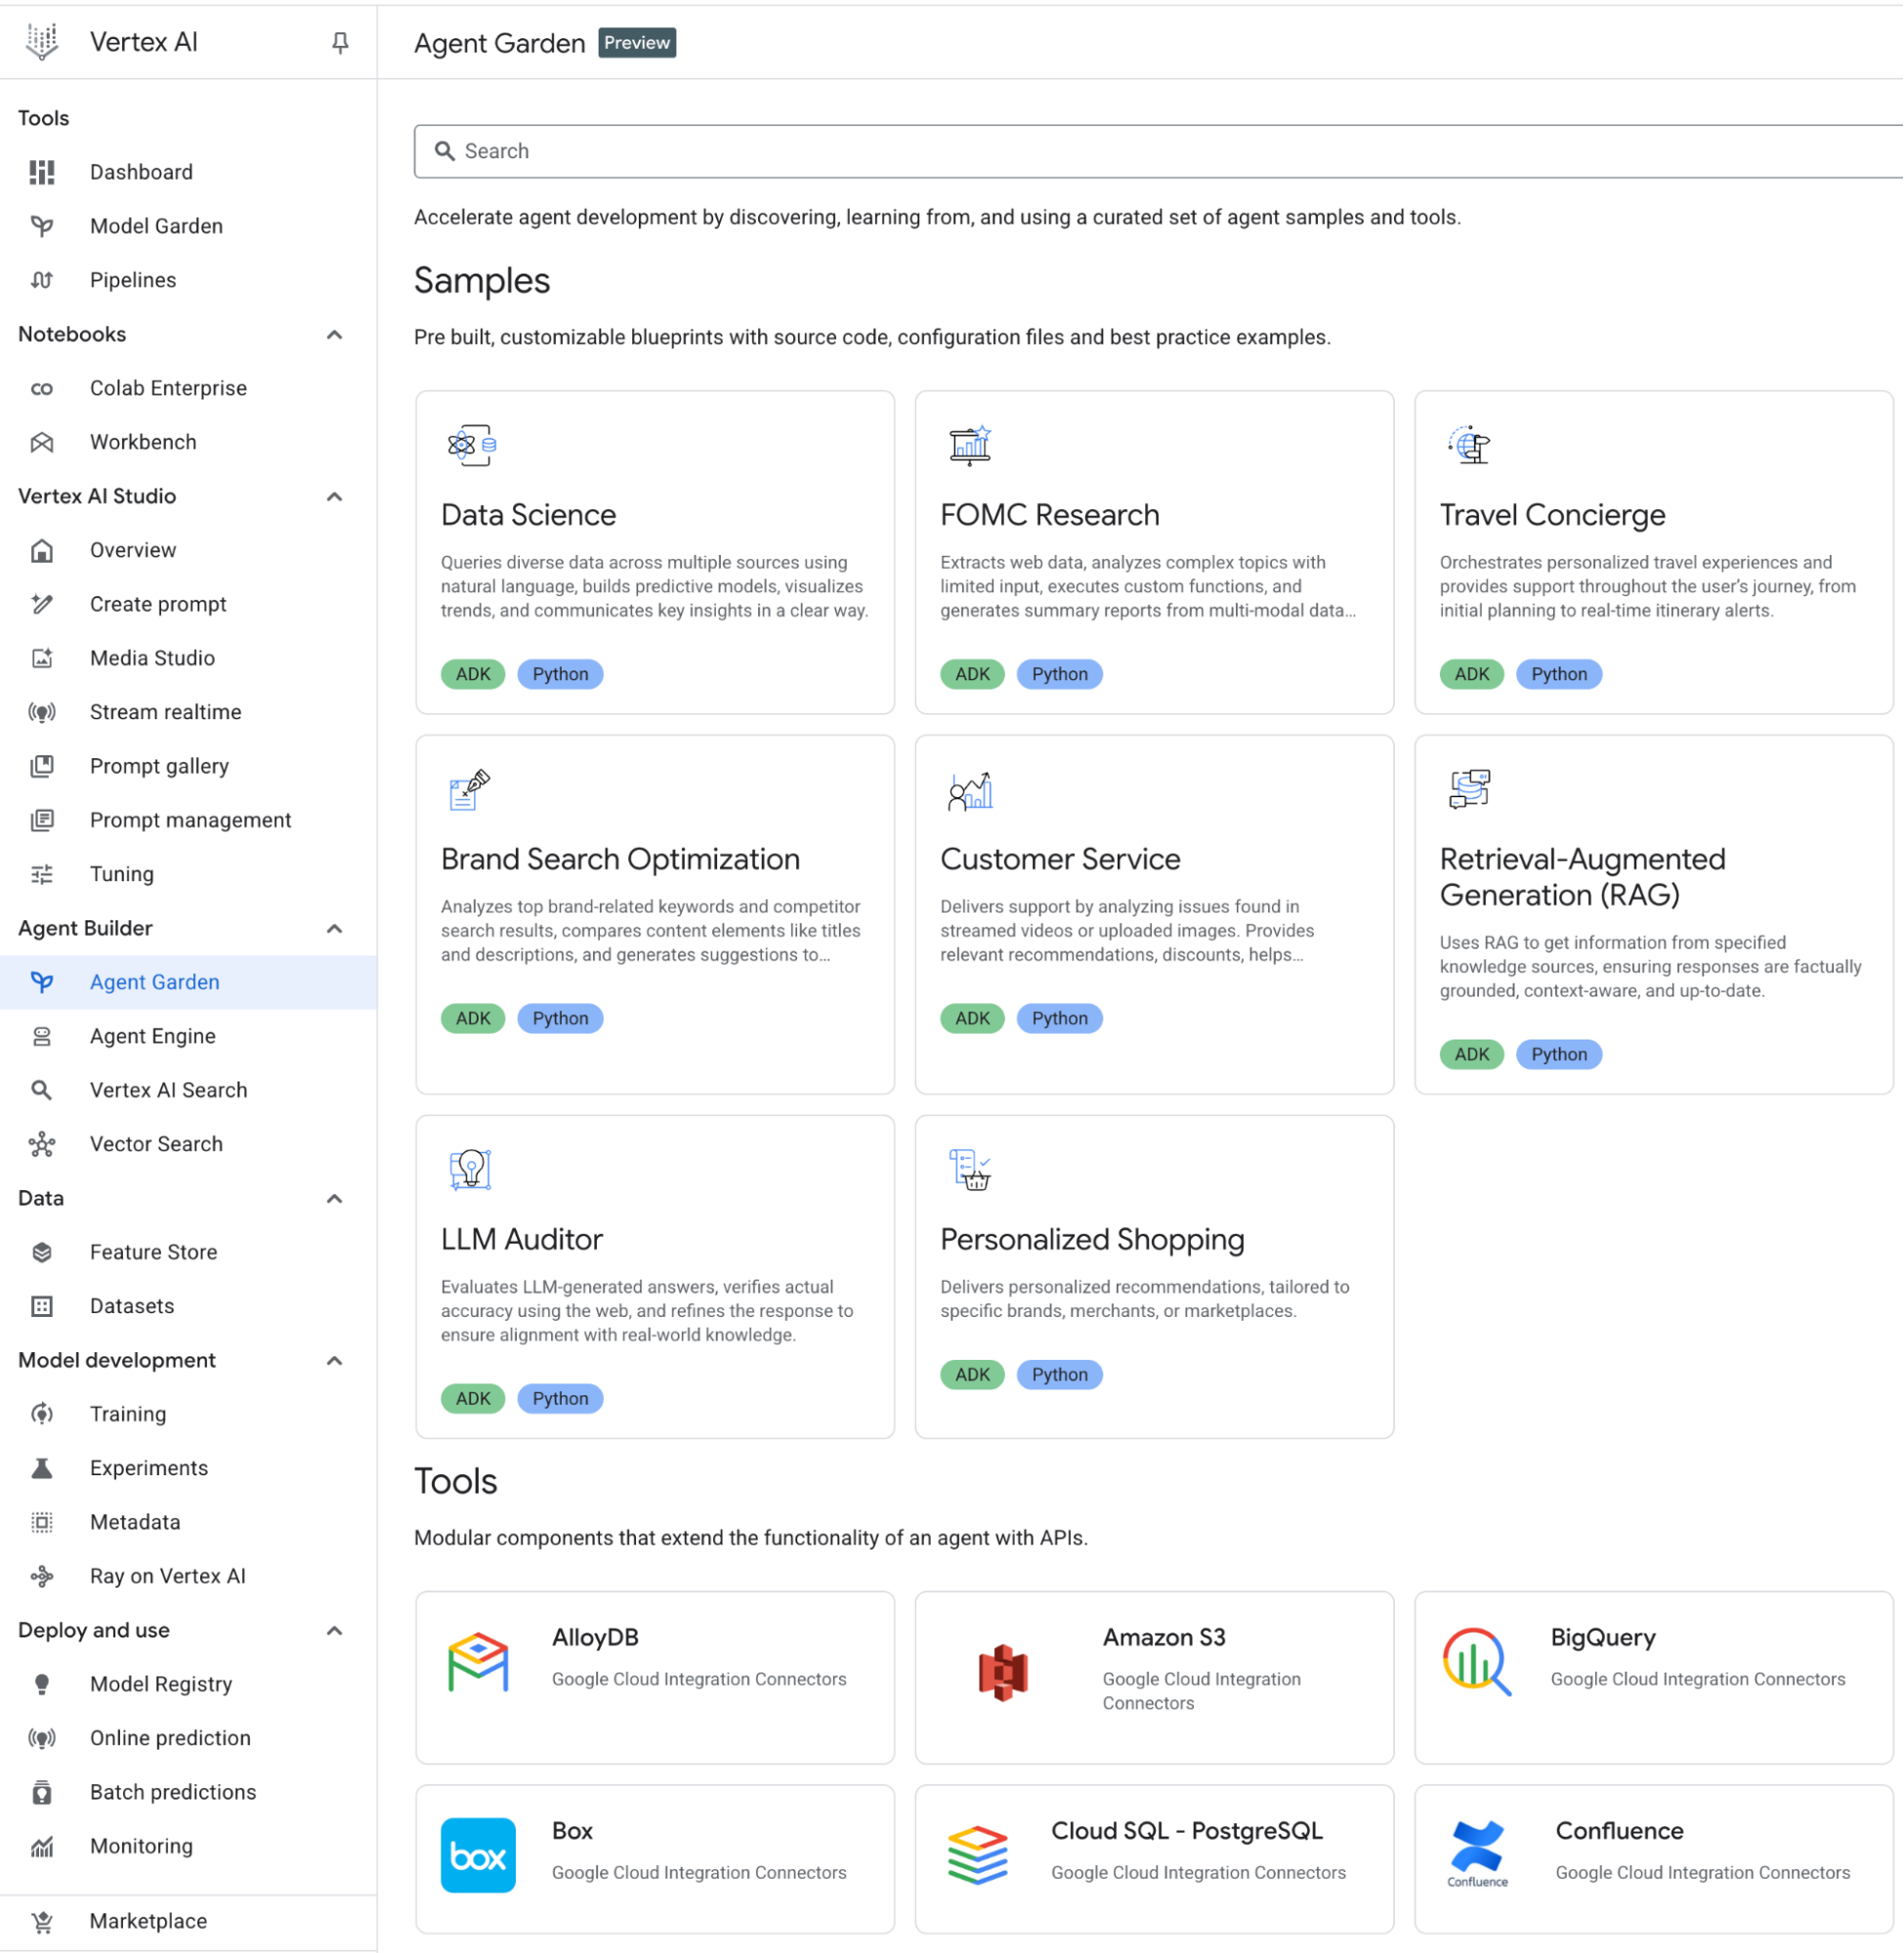 Vertex AI
Tools
Dashboard
Model Garden
Pipelines
Notebooks
Colab Enterprise
Workbench
Vertex AI Studio
Overview
Create prompt
Media Studio
Stream realtime
Prompt gallery
Prompt management
Tuning
Agent Builder
Agent Garden
Agent Engine
Vertex AI Search
Vector Search
Data
Feature Store
Datasets
Model development
Training
Experiments
Metadata
Ray on Vertex AI
Deploy and use
Model Registry
Online prediction
Batch predictions
Monitoring
Marketplace
Agent Garden Preview
Search
Accelerate agent development by discovering, learning from, and using a curated set of agent samples and tools.
Samples
Pre built, customizable blueprints with source code, configuration files and best practice examples.
Data Science
Queries diverse data across multiple sources using
natural language, builds predictive models, visualizes
trends, and communicates key insights in a clear way.
ADK Python
FOMC Research
Extracts web data, analyzes complex topics with
limited input, executes custom functions, and
generates summary reports from multi-modal data...
ADK Python
Travel Concierge
Orchestrates personalized travel experiences and
provides support throughout the user's journey, from
initial planning to real-time itinerary alerts.
ADK Python
Brand Search Optimization
Analyzes top brand-related keywords and competitor
search results, compares content elements like titles
and descriptions, and generates suggestions to...
ADK Python
Customer Service
Delivers support by analyzing issues found in
streamed videos or uploaded images. Provides
relevant recommendations, discounts, helps...
ADK Python
Retrieval-Augmented
Generation (RAG)
Uses RAG to get information from specified
knowledge sources, ensuring responses are factually
grounded, context-aware, and up-to-date.
ADK Python
LLM Auditor
Evaluates LLM-generated answers, verifies actual
accuracy using the web, and refines the response to
ensure alignment with real-world knowledge.
ADK Python
Personalized Shopping
Delivers personalized recommendations, tailored to
specific brands, merchants, or marketplaces.
ADK Python
Tools
Modular components that extend the functionality of an agent with APIs.
AlloyDB
Google Cloud Integration Connectors
Amazon S3
Google Cloud Integration
Connectors
BigQuery
Google Cloud Integration Connectors
box
Box
Google Cloud Integration Connectors
Cloud SQL - PostgreSQL
Google Cloud Integration Connectors
Confluence
Confluence
Google Cloud Integration Connectors